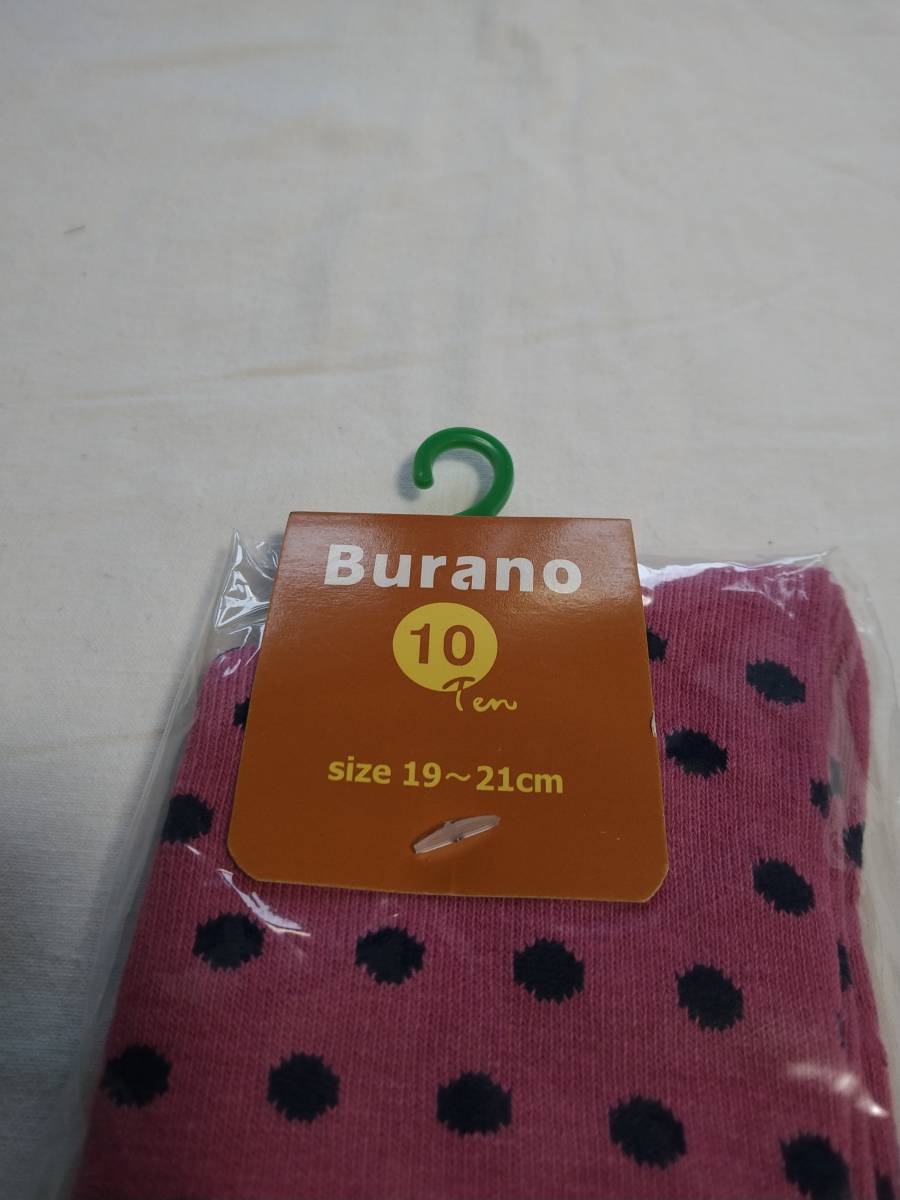 Burano
10
Ten
size 19～21cm